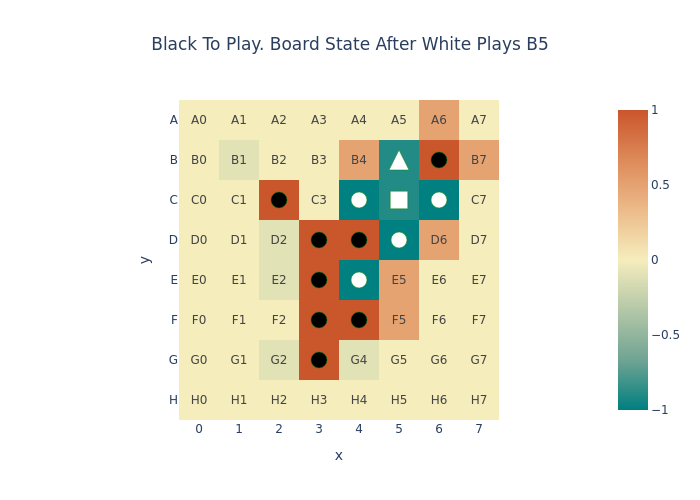 Black To Play. Board State After White Plays B5
A A0 A1 A2 A3 A4 A5 A6 A7
B B0 B1 B2 B3 B4 B7
C C0 C1 C3 C7
D D0 D1 D2 D6 D7
E E0 E1 E2 E5 E6 E7
F F0 F1 F2 F5 F6 F7
G G0 G1 G2 G4 G5 G6 G7
H H0 H1 H2 H3 H4 H5 H6 H7
0 1 2 3 4 5 6 7
x
y
1
0.5
0
−0.5
−1